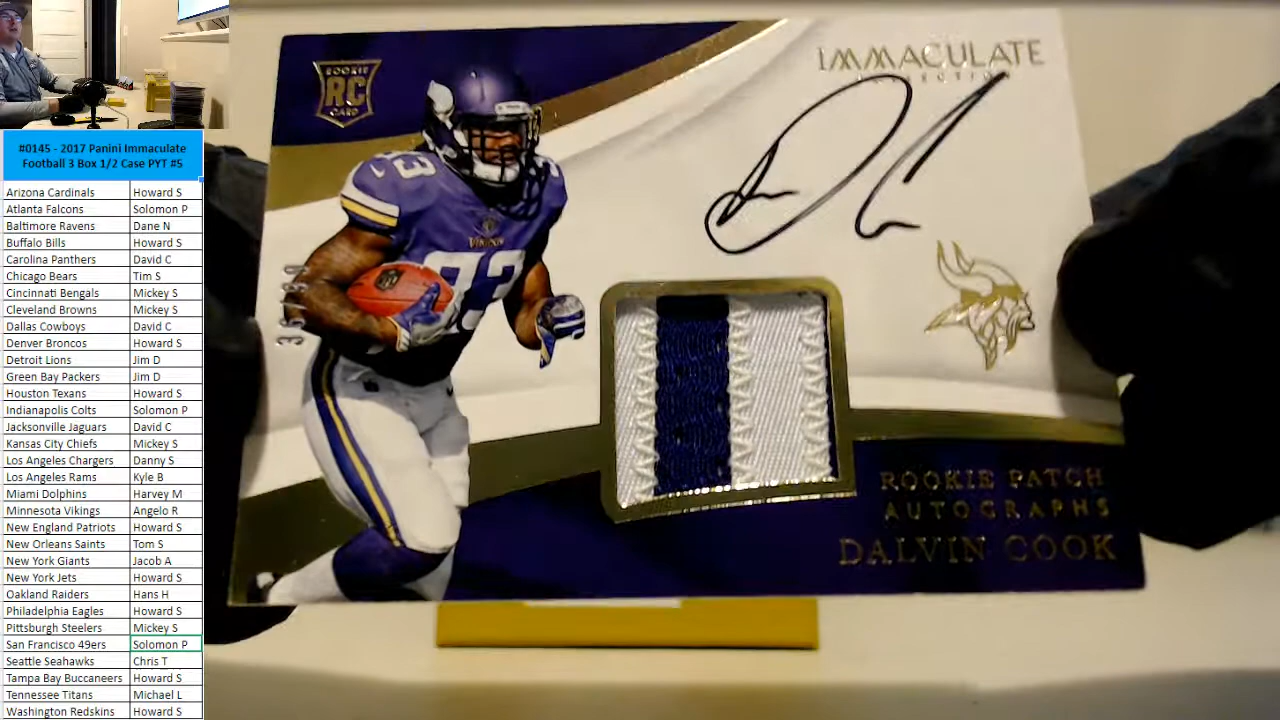 #0145 - 2017 Panini Immaculate
Football 3 Box 1/2 Case PYT #5
Arizona Cardinals Howard S
Atlanta Falcons Solomon P
Baltimore Ravens Dane N
Buffalo Bills Howard S
Carolina Panthers David C
Chicago Bears Tim S
Cincinnati Bengals Mickey S
Cleveland Browns Mickey S
Dallas Cowboys David C
Denver Broncos Howard S
Detroit Lions Jim D
Green Bay Packers Jim D
Houston Texans Howard S
Indianapolis Colts Solomon P
Jacksonville Jaguars David C
Kansas City Chiefs Mickey S
Los Angeles Chargers Danny S
Los Angeles Rams Kyle B
Miami Dolphins Harvey M
Minnesota Vikings Angelo R
New England Patriots Howard S
New Orleans Saints Tom S
New York Giants Jacob A
New York Jets Howard S
Oakland Raiders Hans H
Philadelphia Eagles Howard S
Pittsburgh Steelers Mickey S
San Francisco 49ers Solomon P
Seattle Seahawks Chris T
Tampa Bay Buccaneers Howard S
Tennessee Titans Michael L
Washington Redskins Howard S
ROOKIE
RC
CARD
IMMACULATE
COLLECTION
33
VIKINGS
33
ROOKIE PATCH
AUTOGRAPHS
DALVIN COOK